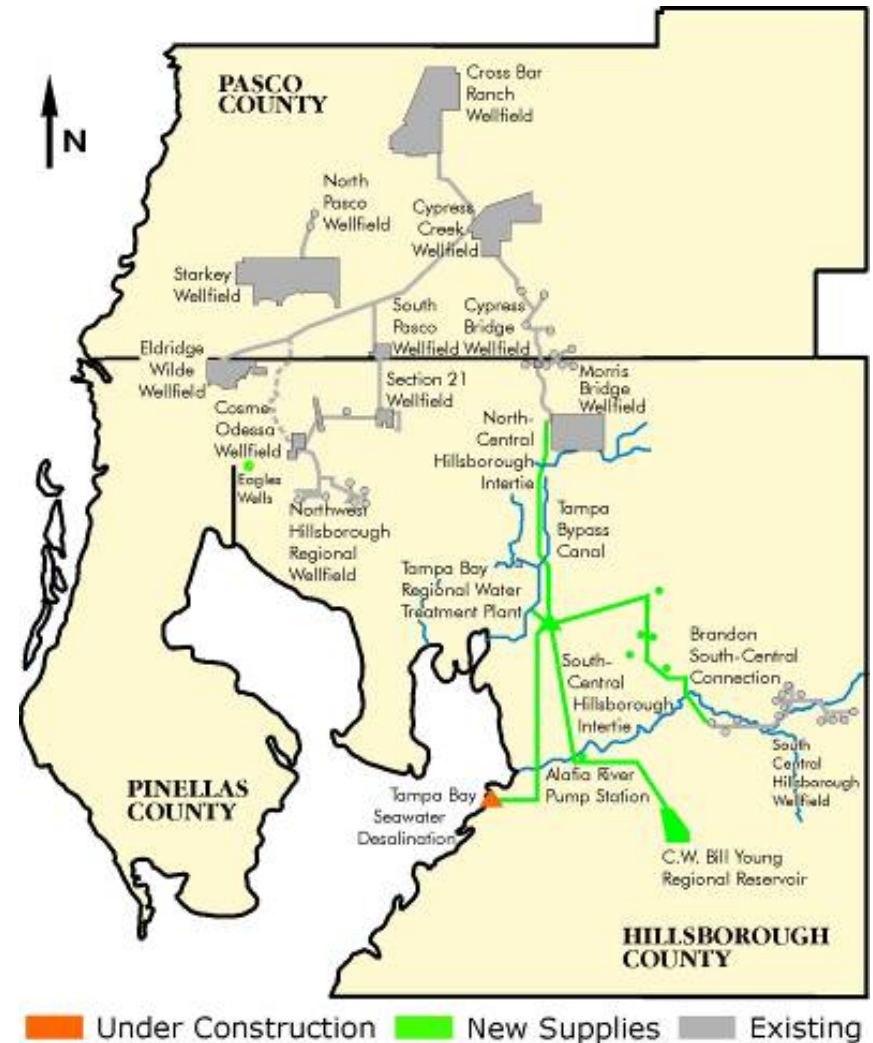 PASCO
COUNTY
Cross Bar
Ranch
Wellfield
N
North
Pasco
Wellfield
Cypress
Creek
Wellfield
Starkey
Wellfield
South
Pasco
Wellfield
Cypress
Bridge
Wellfield
Eldridge
Wilde
Wellfield
Section 21
Wellfield
Morris
Bridge
Wellfield
Cosme
Odessa
Wellfield
North-
Central
Hillsborough
Intertie
Eagles
Wells
Northwest
Hillsborough
Regional
Wellfield
Tampa
Bypass
Canal
Tampa Bay
Regional Water
Treatment Plant
Brandon
South-Central
Connection
South-
Central
Hillsborough
Intertie
South
Central
Hillsborough
Wellfield
Alafia River
Pump Station
Tampa Bay
Seawater
Desalination
PINELLAS
COUNTY
C.W. Bill Young
Regional Reservoir
HILLSBOROUGH
COUNTY
Under Construction
New Supplies
Existing